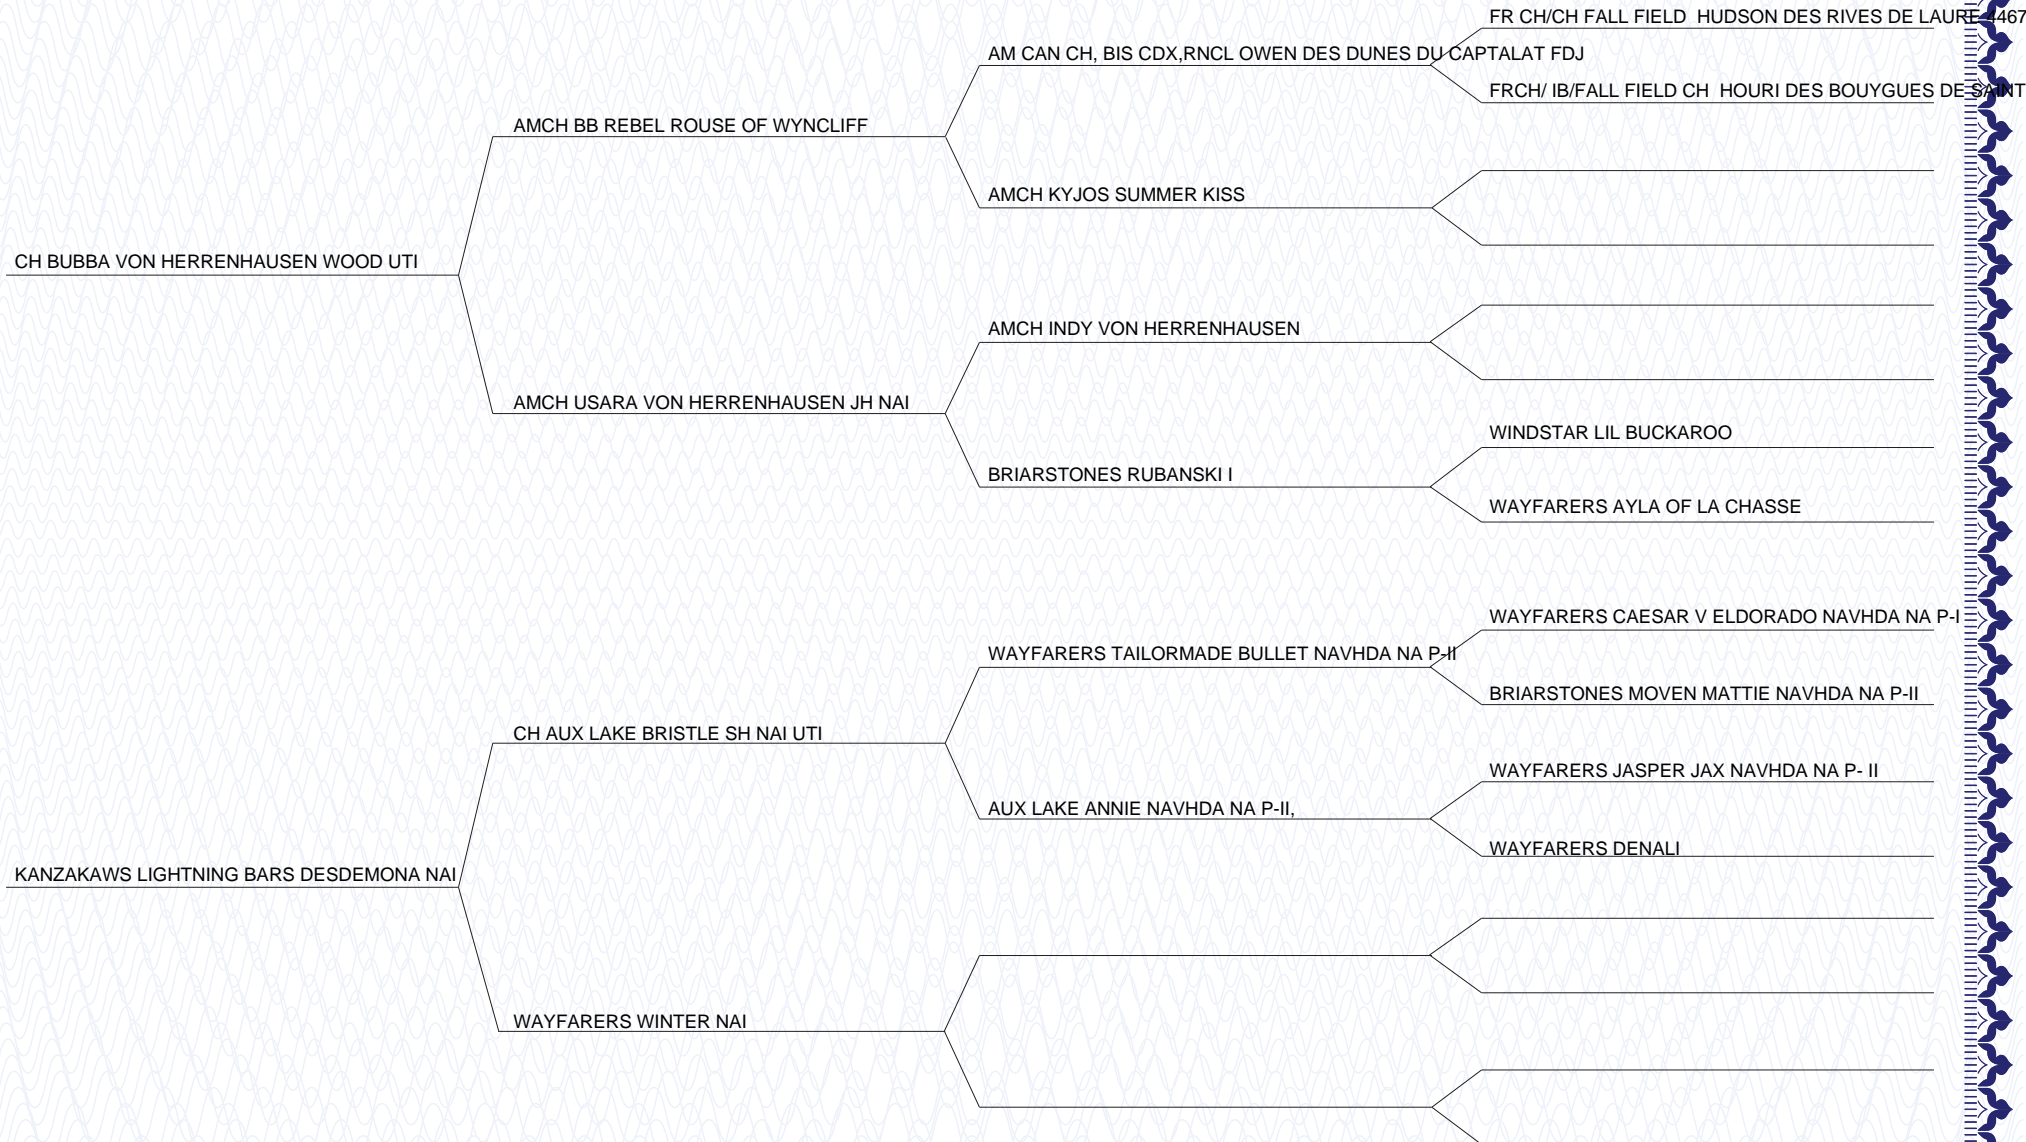 FR CH/CH FALL FIELD  HUDSON DES RIVES DE LAURE 4467
AM CAN CH, BIS CDX,RNCL OWEN DES DUNES DU CAPTALAT FDJ
FRCH/ IB/FALL FIELD CH  HOURI DES BOUYGUES DE SAINT
AMCH BB REBEL ROUSE OF WYNCLIFF
AMCH KYJOS SUMMER KISS
CH BUBBA VON HERRENHAUSEN WOOD UTI
AMCH INDY VON HERRENHAUSEN
AMCH USARA VON HERRENHAUSEN JH NAI
WINDSTAR LIL BUCKAROO
BRIARSTONES RUBANSKI I
WAYFARERS AYLA OF LA CHASSE
WAYFARERS CAESAR V ELDORADO NAVHDA NA P-I
WAYFARERS TAILORMADE BULLET NAVHDA NA P-II
BRIARSTONES MOVEN MATTIE NAVHDA NA P-II
CH AUX LAKE BRISTLE SH NAI UTI
WAYFARERS JASPER JAX NAVHDA NA P- II
AUX LAKE ANNIE NAVHDA NA P-II,
WAYFARERS DENALI
KANZAKAWS LIGHTNING BARS DESDEMONA NAI
WAYFARERS WINTER NAI